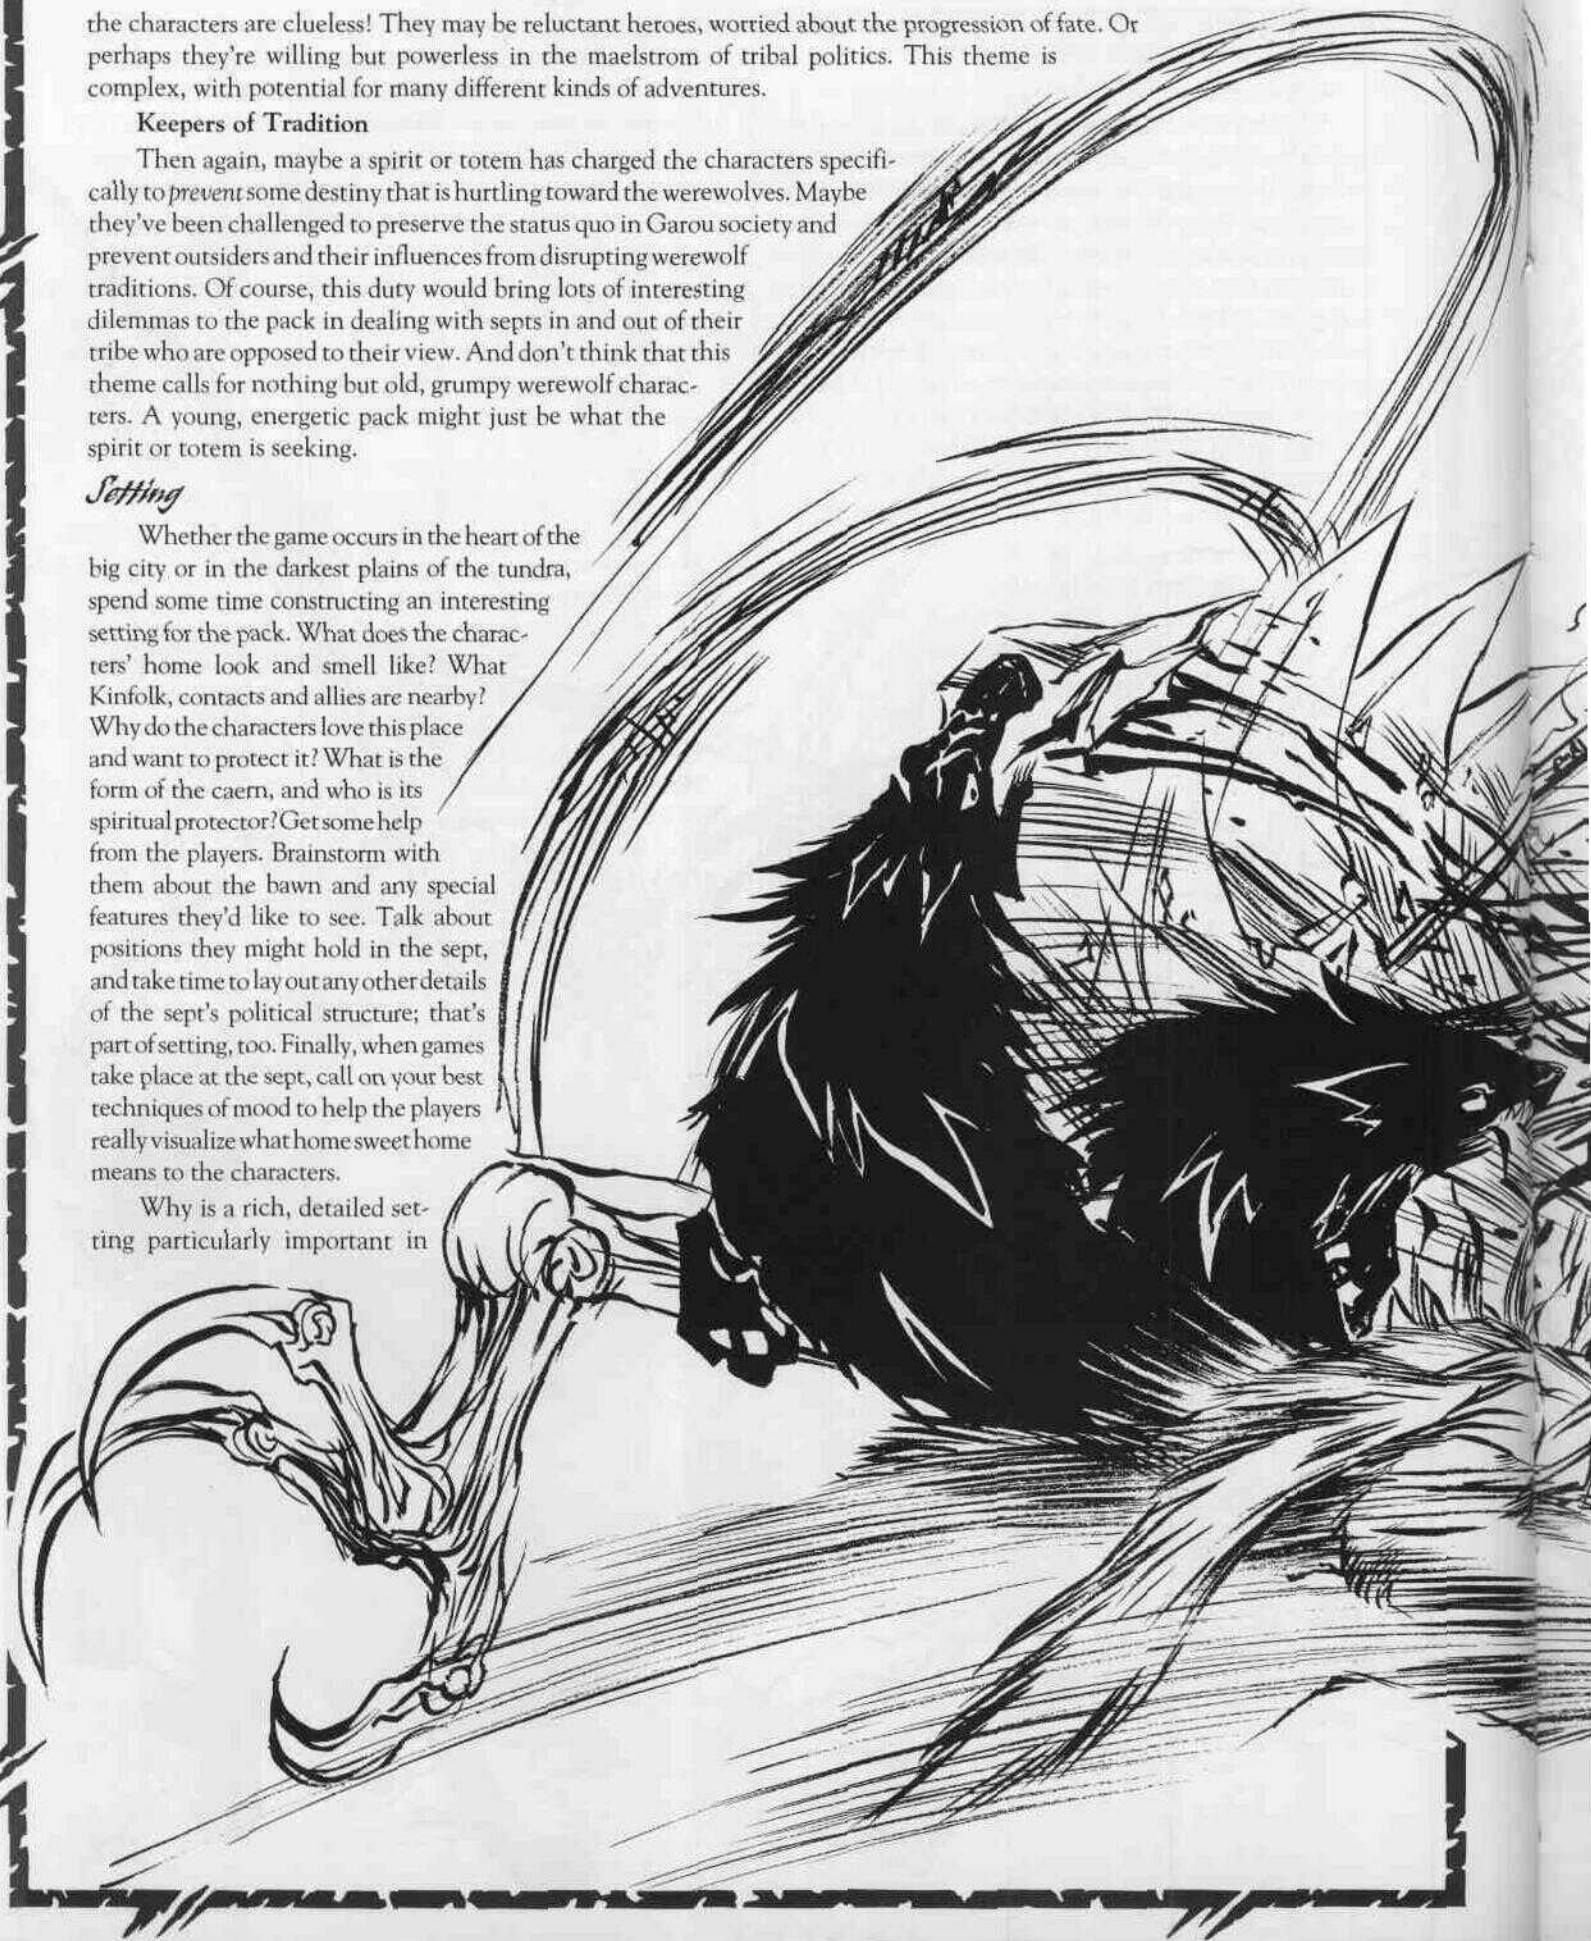 the characters are clueless! They may be reluctant heroes, worried about the progression of fate. Or
perhaps they're willing but powerless in the maelstrom of tribal politics. This theme is
complex, with potential for many different kinds of adventures.
Keepers of Tradition
Then again, maybe a spirit or totem has charged the characters specifi-
cally to prevent some destiny that is hurtling toward the werewolves. Maybe
they've been challenged to preserve the status quo in Garou society and
prevent outsiders and their influences from disrupting werewolf
traditions. Of course, this duty would bring lots of interesting
dilemmas to the pack in dealing with septs in and out of their
tribe who are opposed to their view. And don't think that this
theme calls for nothing but old, grumpy werewolf charac-
ters. A young, energetic pack might just be what the
spirit or totem is seeking.
Setting
Whether the game occurs in the heart of the
big city or in the darkest plains of the tundra,
spend some time constructing an interesting
setting for the pack. What does the charac-
ters' home look and smell like? What
Kinfolk, contacts and allies are nearby?
Why do the characters love this place
and want to protect it? What is the
form of the caern, and who is its
spiritual protector? Get some help
from the players. Brainstorm with
them about the bawn and any special
features they'd like to see. Talk about
positions they might hold in the sept,
and take time to lay out any other details
of the sept's political structure; that's
part of setting, too. Finally, when games
take place at the sept, call on your best
techniques of mood to help the players
really visualize what home sweet home
means to the characters.
Why is a rich, detailed set-
ting particularly important in